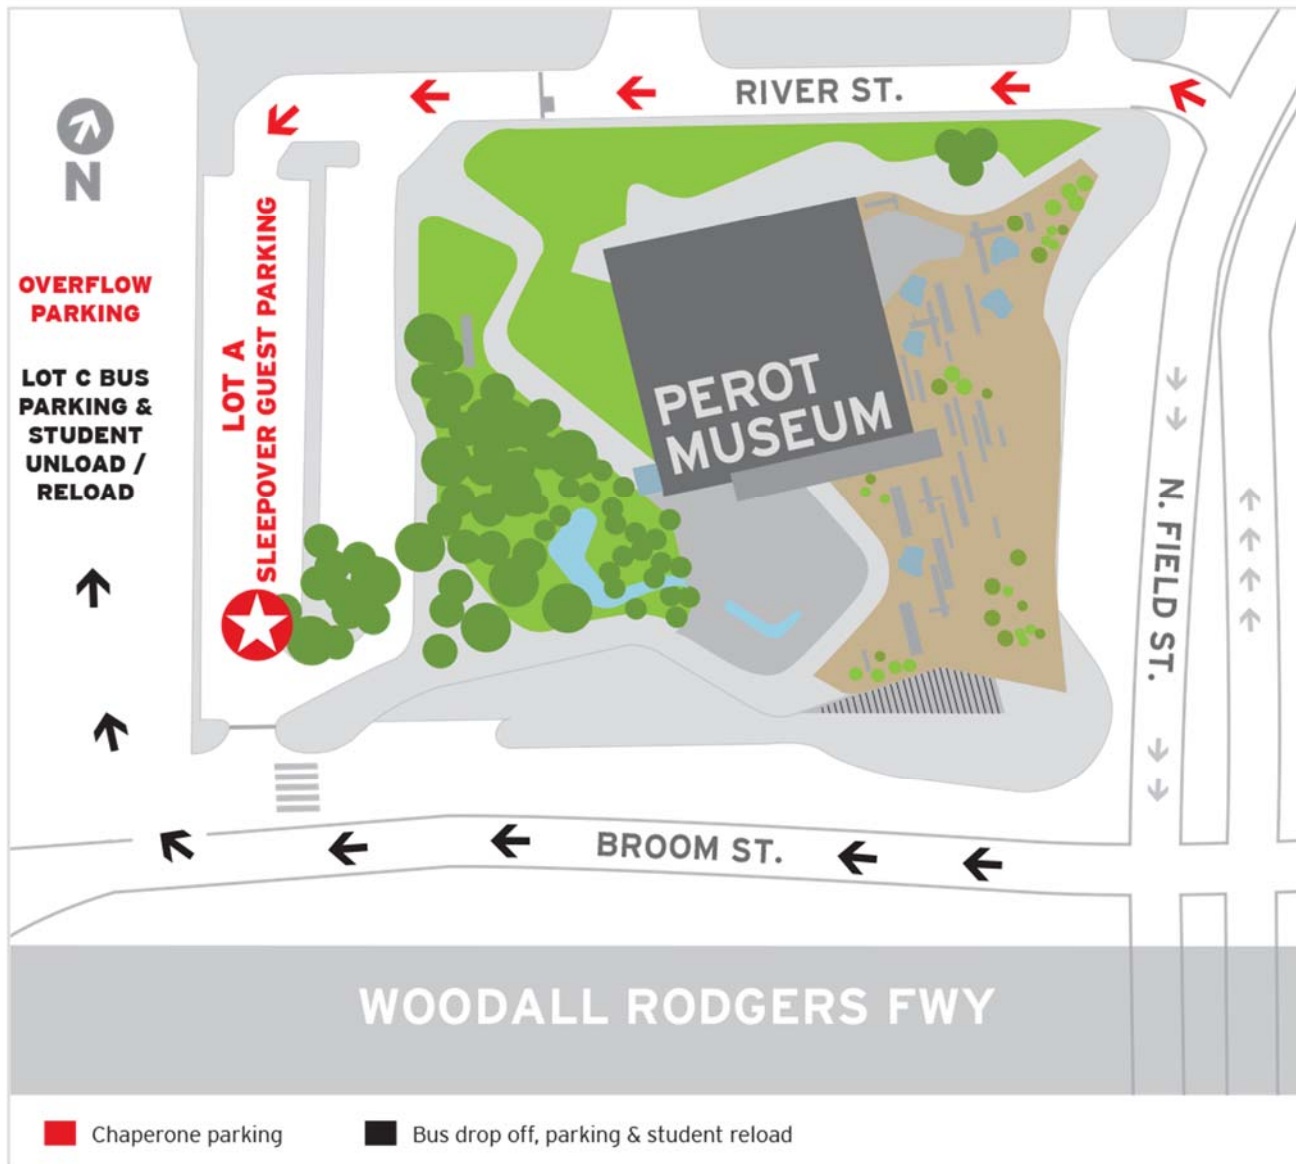 RIVER ST.
N
OVERFLOW
PARKING
LOT C BUS
PARKING &
STUDENT
UNLOAD /
RELOAD
LOT A
SLEEPOVER GUEST PARKING
PEROT
MUSEUM
N. FIELD ST.
BROOM ST.
WOODALL RODGERS FWY
Chaperone parking
Bus drop off, parking & student reload